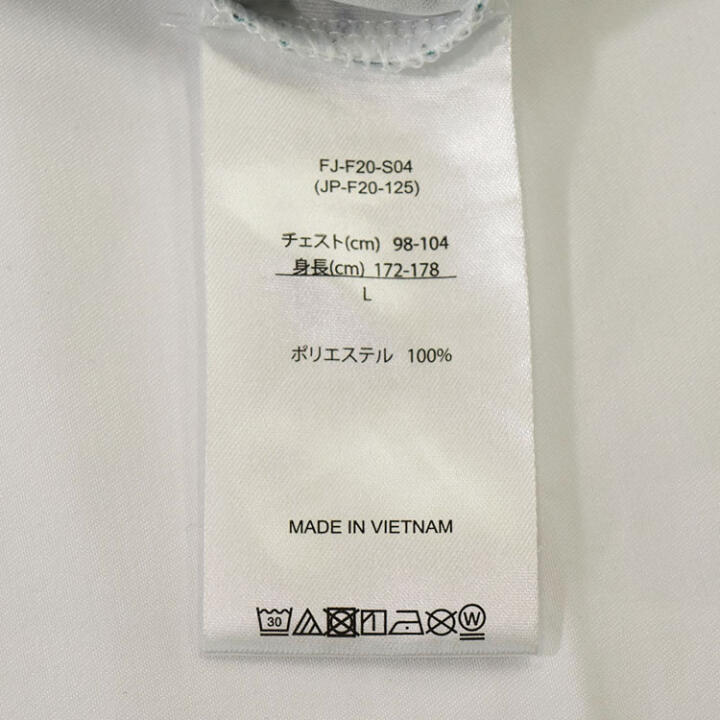 FJ-F20-S04
(JP-F20-125)
チェスト(cm) 98-104
身長(cm) 172-178
L
ポリエステル 100%
MADE IN VIETNAM
30 W